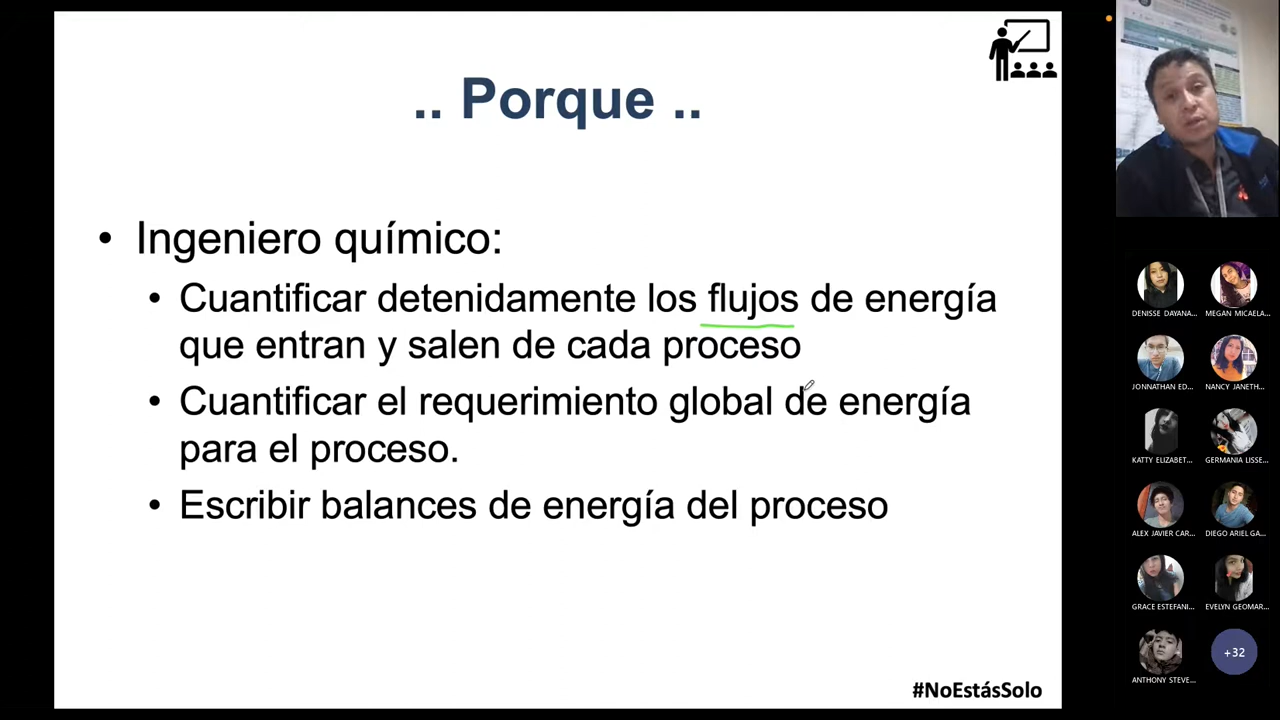 .. Porque ..
• Ingeniero químico:
• Cuantificar detenidamente los flujos de energía
que entran y salen de cada proceso
• Cuantificar el requerimiento global de energía
para el proceso.
• Escribir balances de energía del proceso
#NoEstásSolo
DENISSE DAYANA...
MEGAN MICAELA...
JONNATHAN ED...
NANCY JANETH...
KATTY ELIZABET...
GERMANIA LISSE...
ALEX JAVIER CAR...
DIEGO ARIEL GA...
GRACE ESTEFANI...
EVELYN GEOMAR...
ANTHONY STEVE...
+32